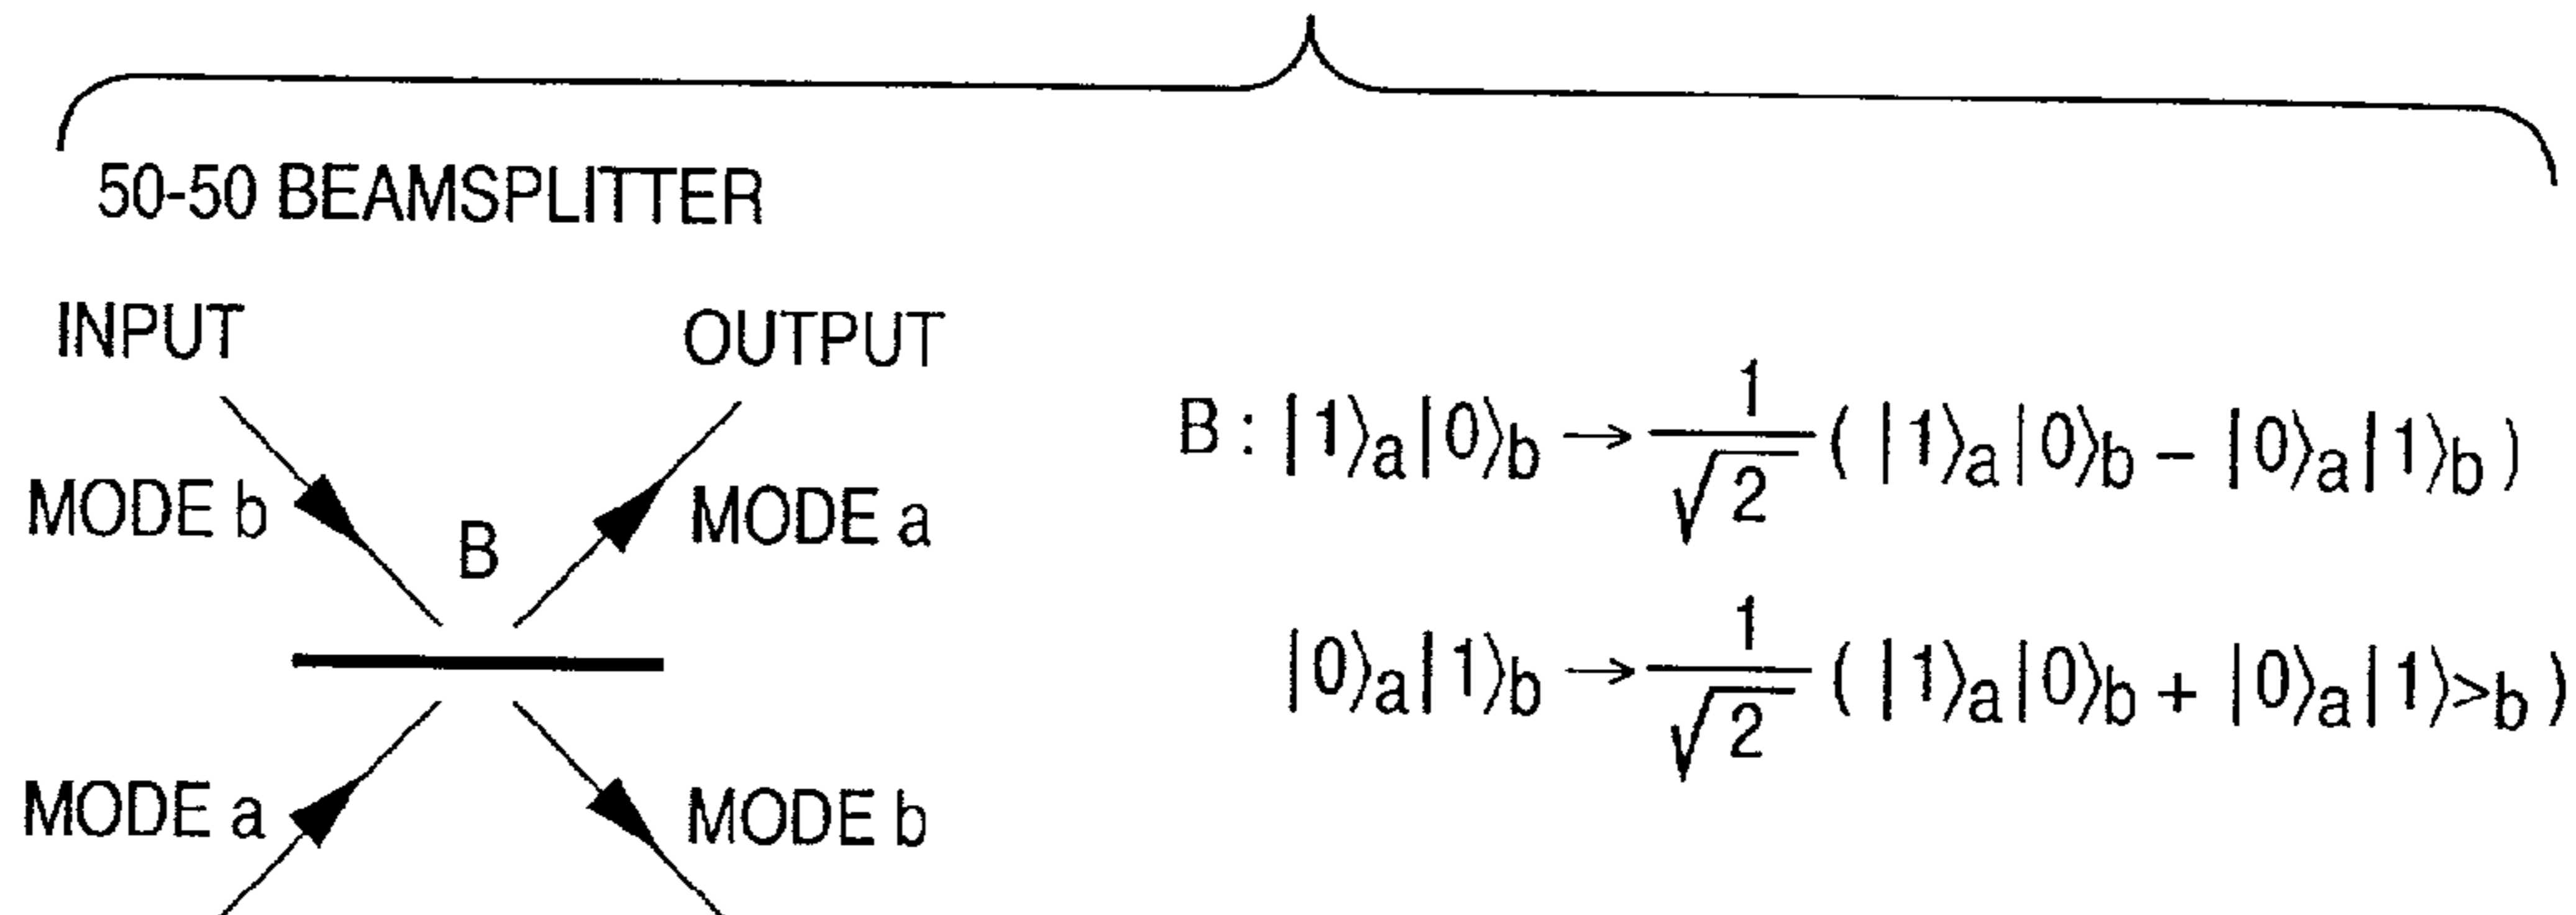 50-50 BEAMSPLITTER
INPUT
OUTPUT
MODE b
B
MODE a
MODE a
MODE b
B : |1⟩a|0⟩b → 1/√2 ( |1⟩a|0⟩b – |0⟩a|1⟩b )
|0⟩a|1⟩b → 1/√2 ( |1⟩a|0⟩b + |0⟩a|1⟩>b )